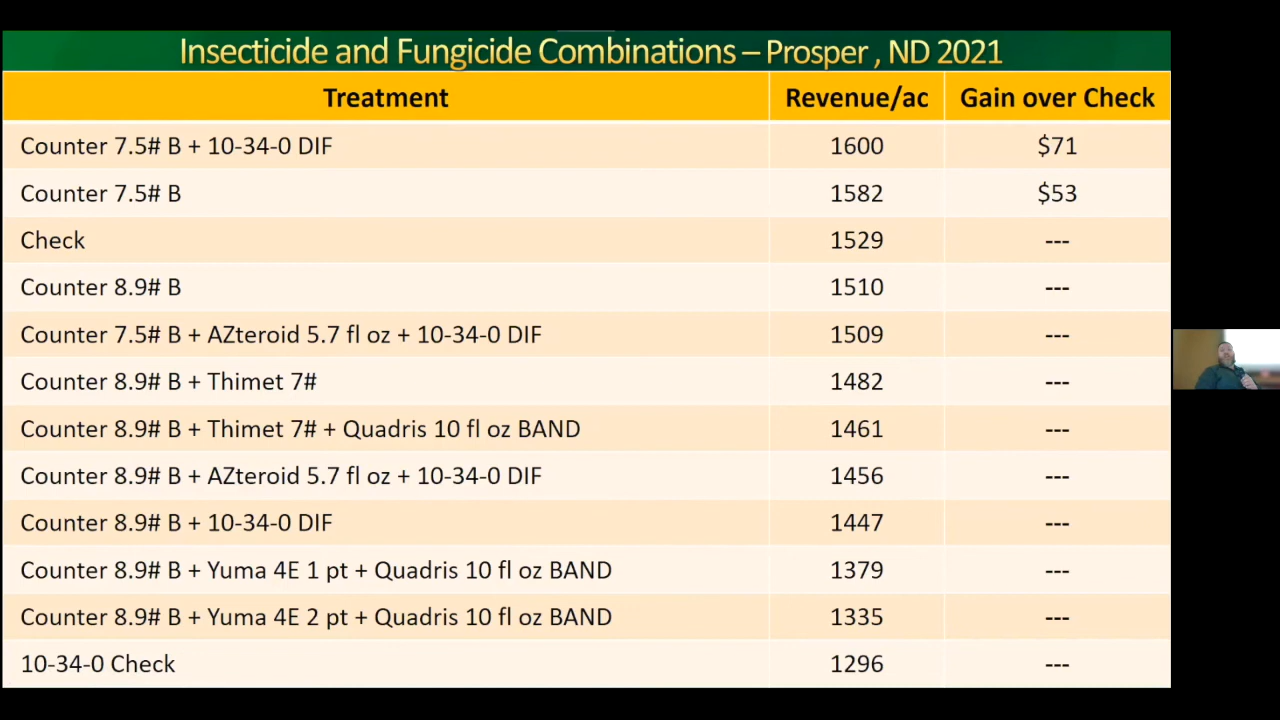 Insecticide and Fungicide Combinations – Prosper , ND 2021
Treatment Revenue/ac Gain over Check
Counter 7.5# B + 10-34-0 DIF 1600 $71
Counter 7.5# B 1582 $53
Check 1529 ---
Counter 8.9# B 1510 ---
Counter 7.5# B + AZteroid 5.7 fl oz + 10-34-0 DIF 1509 ---
Counter 8.9# B + Thimet 7# 1482 ---
Counter 8.9# B + Thimet 7# + Quadris 10 fl oz BAND 1461 ---
Counter 8.9# B + AZteroid 5.7 fl oz + 10-34-0 DIF 1456 ---
Counter 8.9# B + 10-34-0 DIF 1447 ---
Counter 8.9# B + Yuma 4E 1 pt + Quadris 10 fl oz BAND 1379 ---
Counter 8.9# B + Yuma 4E 2 pt + Quadris 10 fl oz BAND 1335 ---
10-34-0 Check 1296 ---